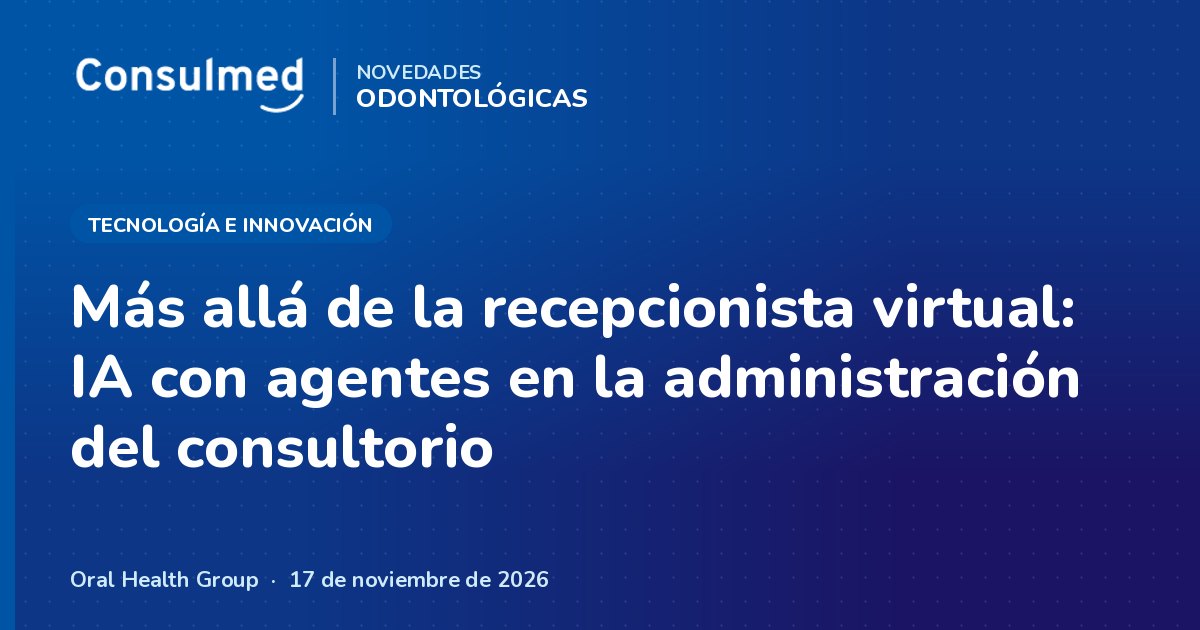 Consulmed
NOVEDADES
ODONTOLÓGICAS
TECNOLOGÍA E INNOVACIÓN
Más allá de la recepcionista virtual:
IA con agentes en la administración
del consultorio
Oral Health Group · 17 de noviembre de 2026